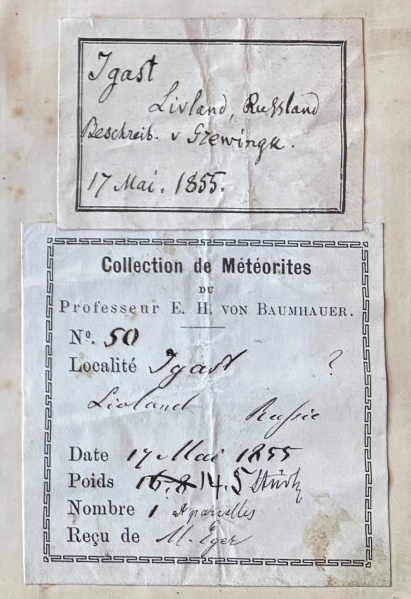 Igast
Livland, Russland
Beschreib. v Grewingk.
17 Mai. 1855.
Collection de Météorites
DU
Professeur E. H. VON BAUMHAUER.
Nº. 50
Localité Igast ?
Livland Russie
Date 17 Mai 1855
Poids 16.8 14.5
Nombre 1
Reçu de M. Eger